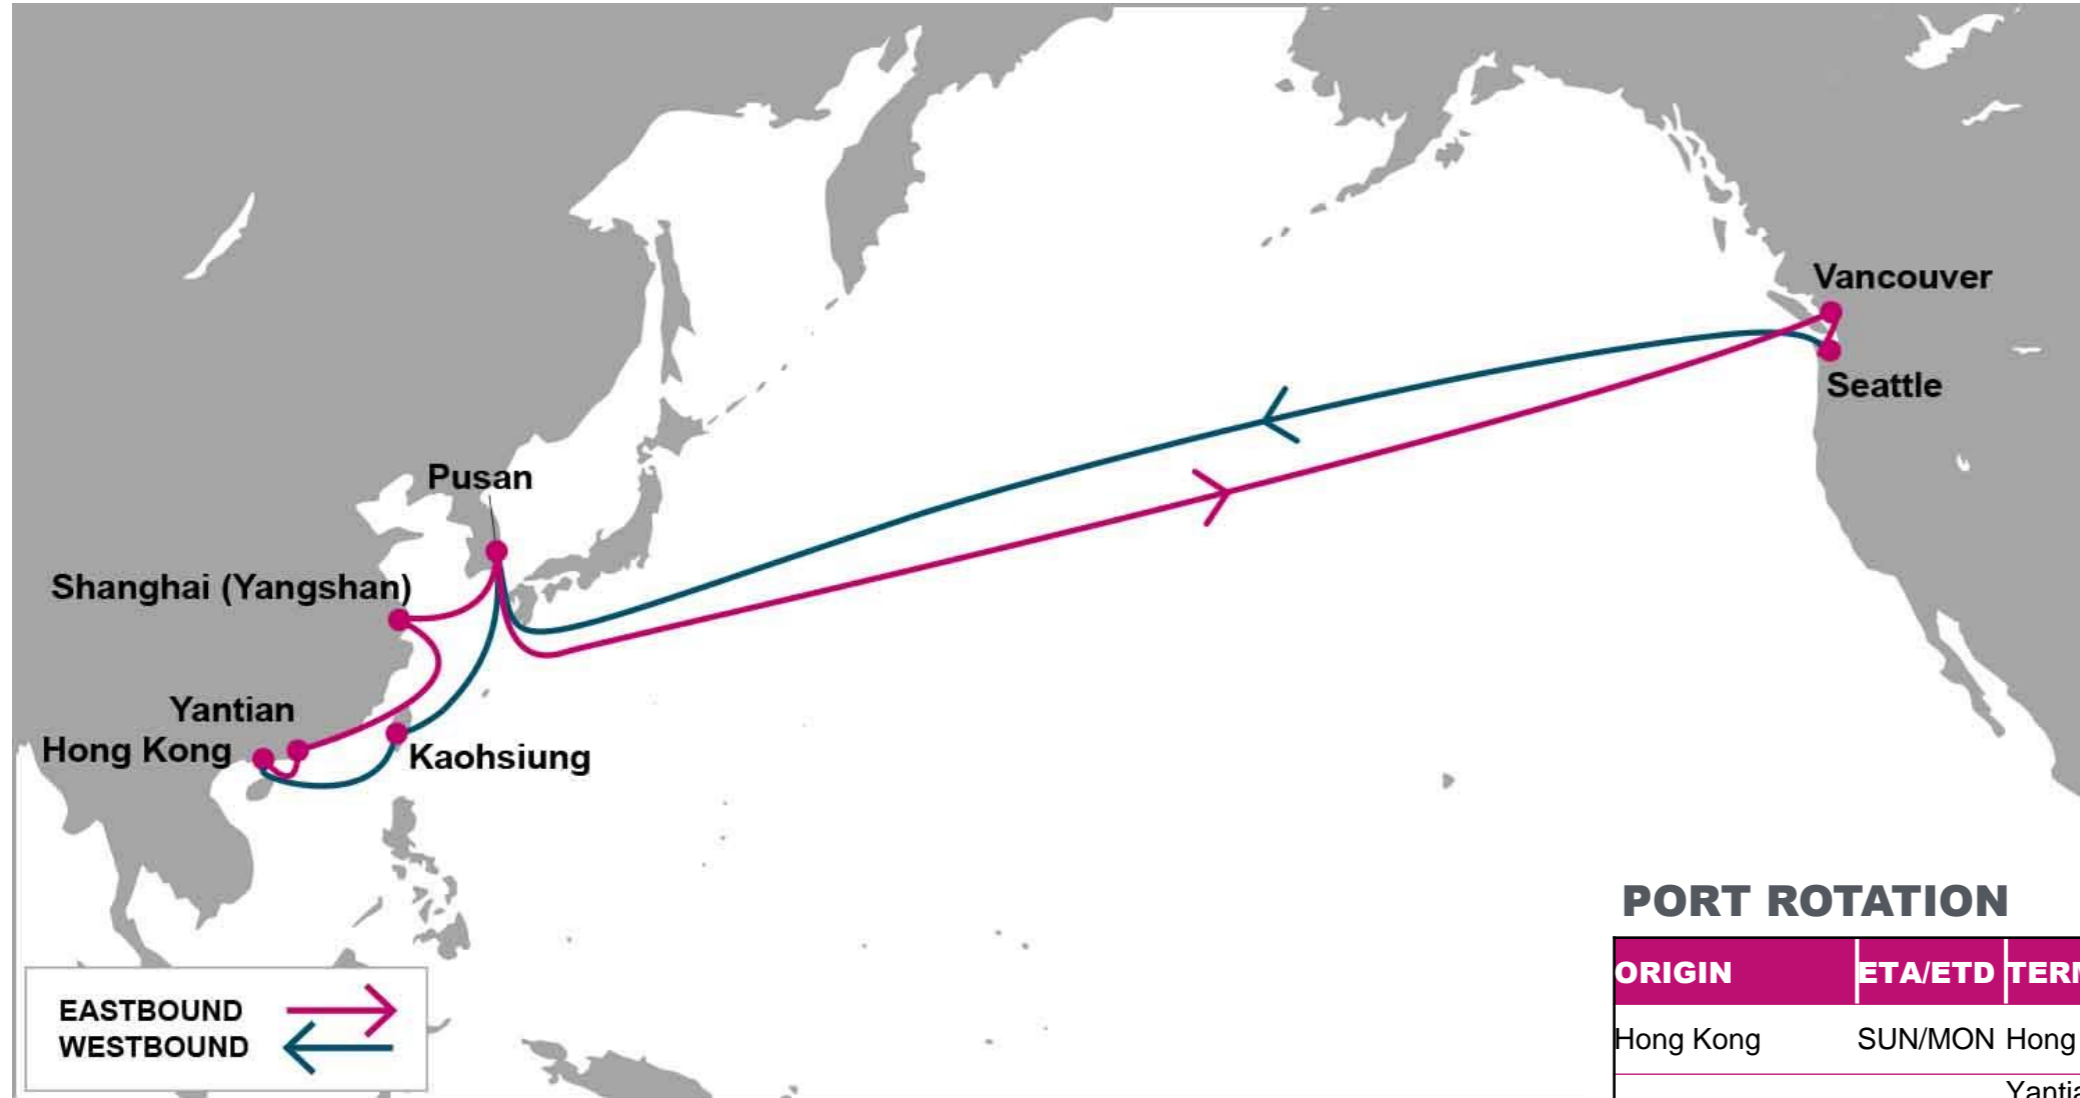 Vancouver
Seattle
Pusan
Shanghai (Yangshan)
Yantian
Hong Kong
Kaohsiung
EASTBOUND
WESTBOUND
PORT ROTATION
ORIGIN ETA/ETD
Hong Kong SUN/MON Hong